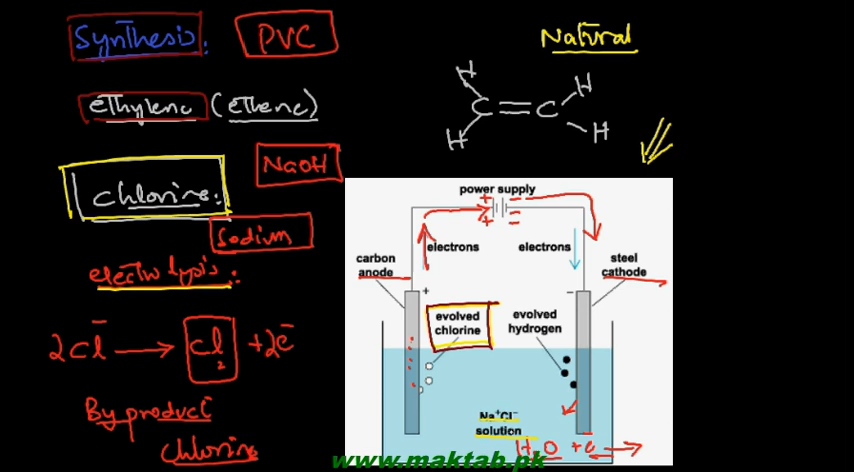 Synthesis: PVC
Natural
ethylene (ethene)
H H
C = C
H H
NaOH
Chlorine:
Sodium
electrolysis:
2Cl⁻ → Cl₂ + 2e⁻
By product
Chlorine
power supply
+ =
+ =
electrons electrons
carbon
anode
steel
cathode
+ −
evolved
chlorine
evolved
hydrogen
Na⁺Cl⁻
solution
H₂O + e →
www.maktab.pk